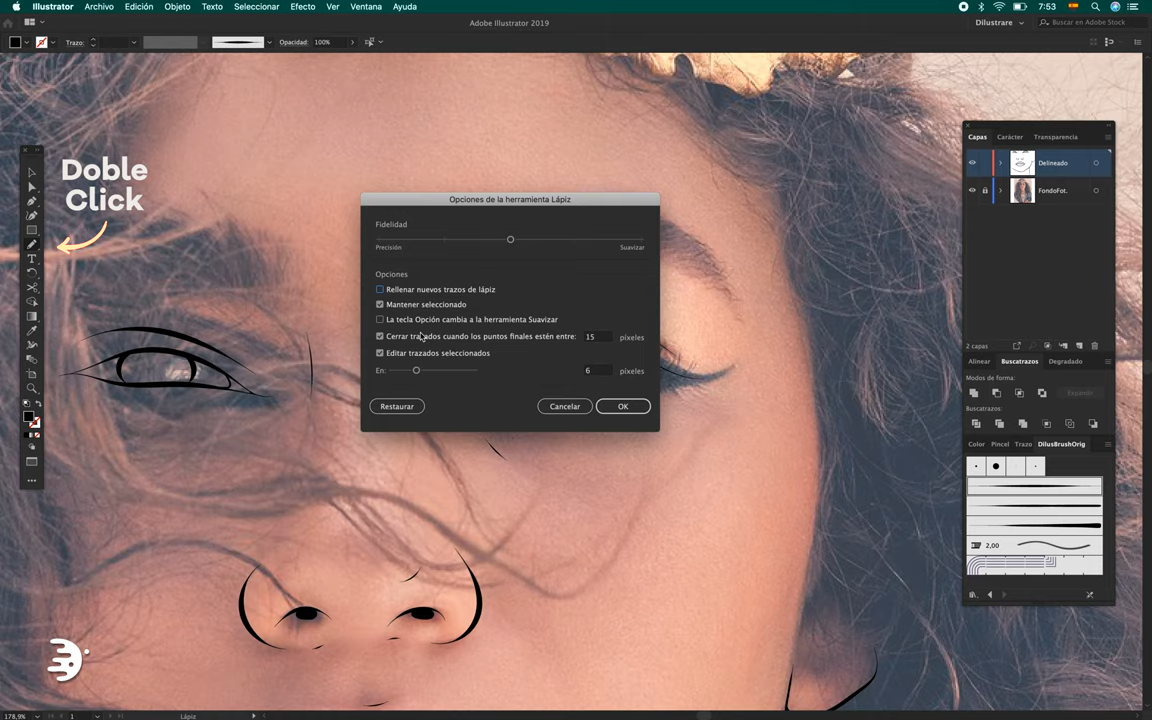 Illustrator Archivo Edición Objeto Texto Seleccionar Efecto Ver Ventana Ayuda 7:53
Adobe Illustrator 2019 Dilustrare Buscar en Adobe Stock
Trazo: Opacidad: 100%
Doble
Click
Opciones de la herramienta Lápiz
Fidelidad
Precisión Suavizar
Opciones
Rellenar nuevos trazos de lápiz
Mantener seleccionado
La tecla Opción cambia a la herramienta Suavizar
Cerrar trazados cuando los puntos finales estén entre: 15 píxeles
Editar trazados seleccionados
En: 6 píxeles
Restaurar Cancelar OK
Capas Carácter Transparencia
Delineado
FondoFot.
2 capas
Alinear Buscatrazos Degradado
Modos de forma:
Expandir
Buscatrazos:
Color Pincel Trazo DilusBrushOrig
2,00
178,9% 1 Lápiz